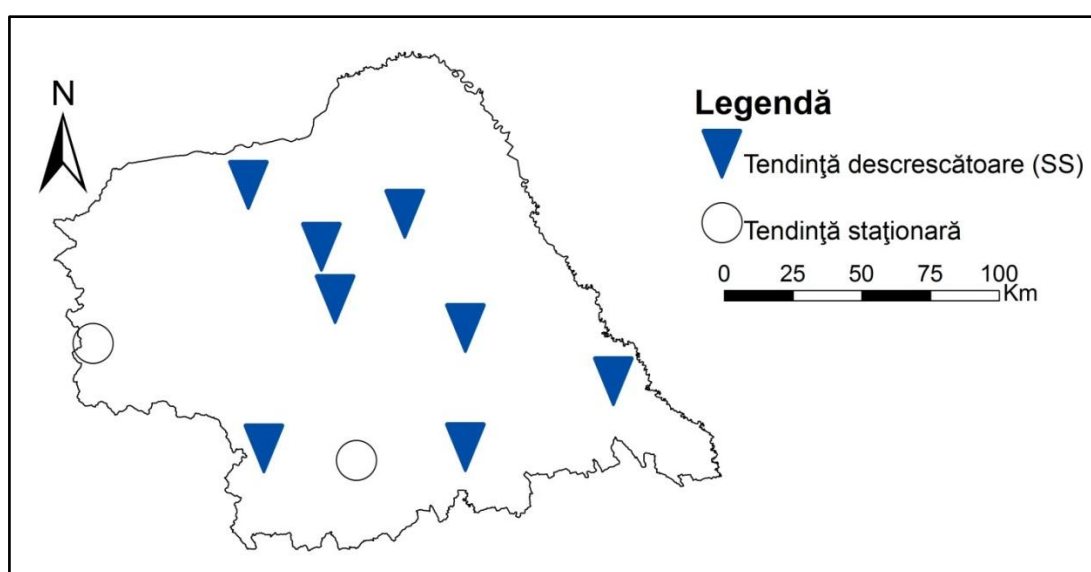 N
Legendă
Tendinţă descrescătoare (SS)
Tendinţă staţionară
0 25 50 75 100
Km